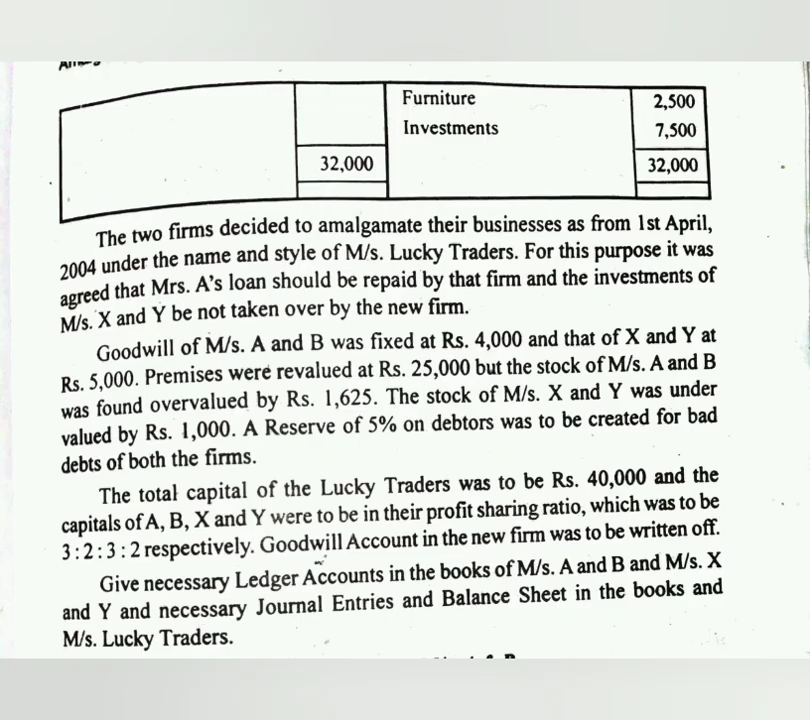 Furniture 2,500
Investments 7,500
32,000 32,000
The two firms decided to amalgamate their businesses as from 1st April,
2004 under the name and style of M/s. Lucky Traders. For this purpose it was
agreed that Mrs. A's loan should be repaid by that firm and the investments of
M/s. X and Y be not taken over by the new firm.
Goodwill of M/s. A and B was fixed at Rs. 4,000 and that of X and Y at
Rs. 5,000. Premises were revalued at Rs. 25,000 but the stock of M/s. A and B
was found overvalued by Rs. 1,625. The stock of M/s. X and Y was under
valued by Rs. 1,000. A Reserve of 5% on debtors was to be created for bad
debts of both the firms.
The total capital of the Lucky Traders was to be Rs. 40,000 and the
capitals of A, B, X and Y were to be in their profit sharing ratio, which was to be
3 : 2 : 3 : 2 respectively. Goodwill Account in the new firm was to be written off.
Give necessary Ledger Accounts in the books of M/s. A and B and M/s. X
and Y and necessary Journal Entries and Balance Sheet in the books and
M/s. Lucky Traders.